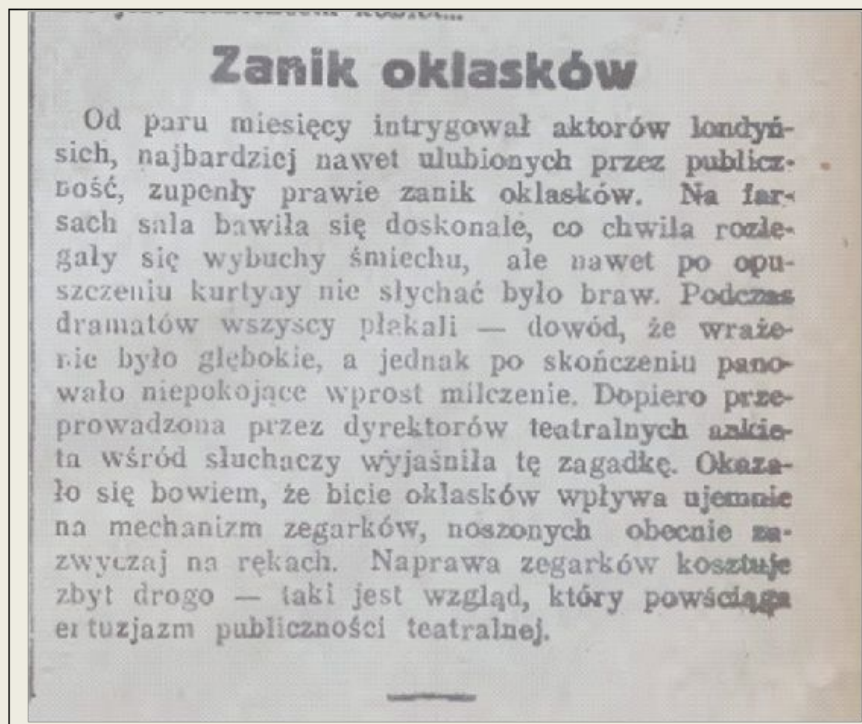 Zanik oklasków
Od paru miesięcy intrygował aktorów londyń-
sich, najbardziej nawet ulubionych przez publicz-
ność, zupenły prawie zanik oklasków. Na far-
sach sala bawiła się doskonale, co chwila rozle-
gały się wybuchy śmiechu, ale nawet po opu-
szczeniu kurtyny nie słychać było braw. Podczas
dramatów wszyscy płakali — dowód, że wraże-
nie było głębokie, a jednak po skończeniu pano-
wało niepokojące wprost milczenie. Dopiero prze-
prowadzona przez dyrektorów teatralnych ankie-
ta wśród słuchaczy wyjaśniła tę zagadkę. Okaza-
ło się bowiem, że bicie oklasków wpływa ujemnie
na mechanizm zegarków, noszonych obecnie za-
zwyczaj na rękach. Naprawa zegarków kosztuje
zbyt drogo — taki jest wzgląd, który powściąga
entuzjazm publiczności teatralnej.